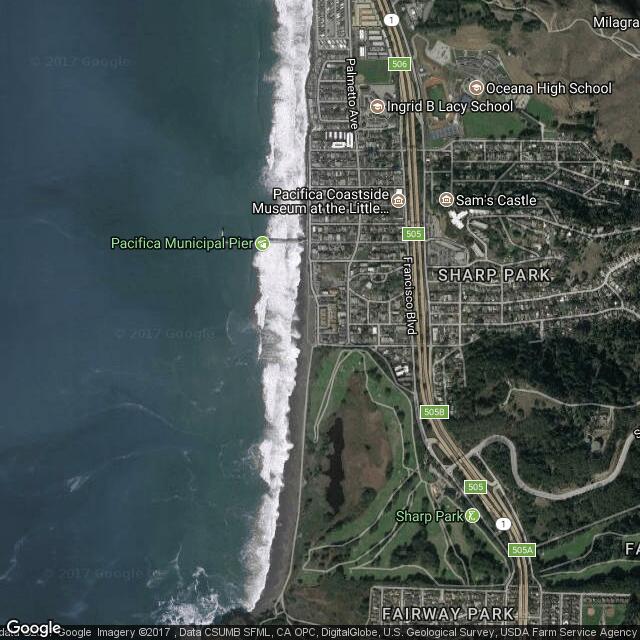 1
Milagra
506
Palmetto Ave
© 2017 Google
Oceana High School
Ingrid B Lacy School
Pacifica Coastside
Museum at the Little...
Sam's Castle
505
Pacifica Municipal Pier
Francisco Blvd
SHARP PARK
© 2017 Google
505B
505
Sharp Park
1
505A
© 2017 Google
FAIRWAY PARK
Google
Imagery ©2017 , Data CSUMB SFML, CA OPC, DigitalGlobe, U.S. Geological Survey, USDA Farm Service Agency